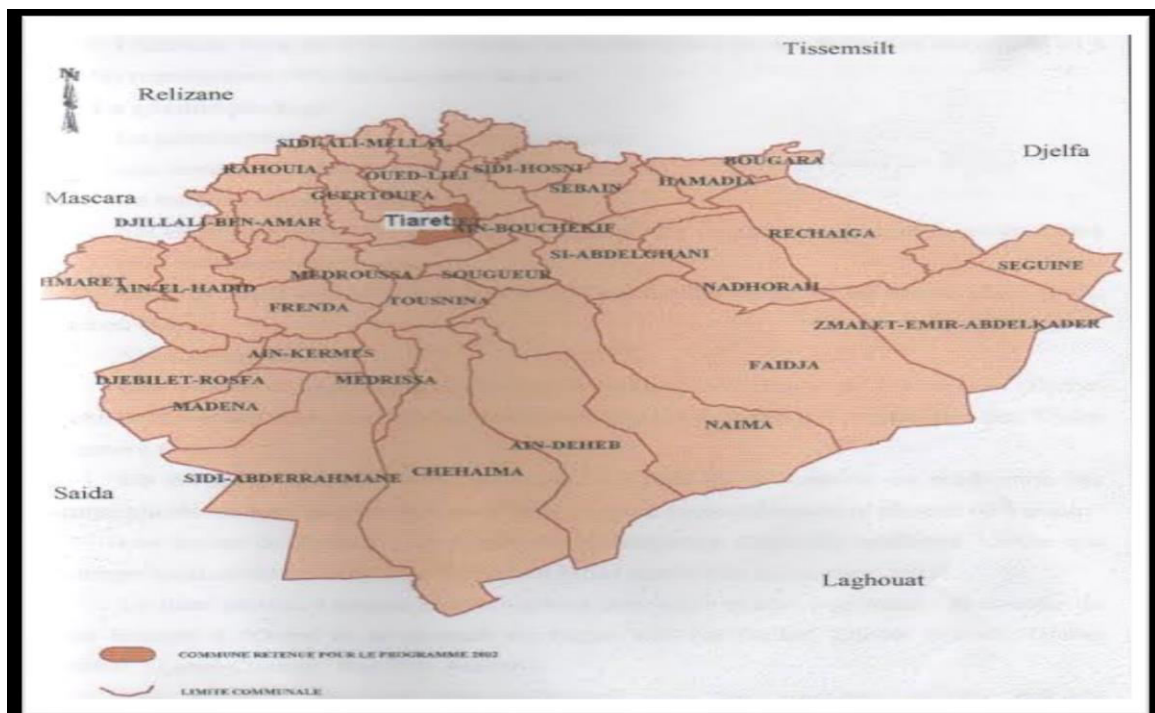 Tissemsilt
N
Relizane
Djelfa
SIDI-ALI-MELLAL
BOUGARA
RAHOUIA
OUED-LILI
SIDI-HOSNI
HAMADIA
GUERTOUFA
SEBAIN
Mascara
DJILLALI-BEN-AMAR
Tiaret
AIN-BOUCHEKIF
RECHAIGA
SI-ABDELGHANI
SEGUINE
HMARET
AIN-EL-HADID
MEDROUSSA
SOUGUEUR
NADHORAH
FRENDA
TOUSNINA
ZMALET-EMIR-ABDELKADER
AIN-KERMES
FAIDJA
DJEBILET-ROSFA
MEDRISSA
MADENA
NAIMA
AIN-DEHEB
SIDI-ABDERRAHMANE
CHEHAIMA
Saida
Laghouat
COMMUNE RETENUE POUR LE PROGRAMME 2002
LIMITE COMMUNALE